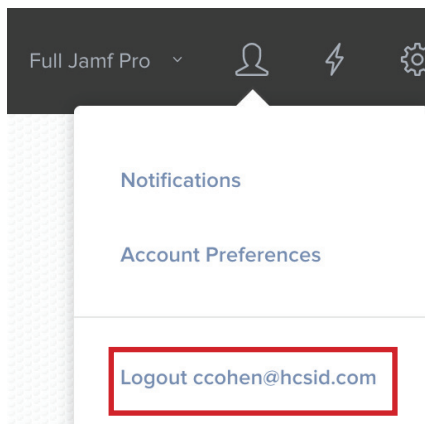 Full Jamf Pro
Notifications
Account Preferences
Logout ccohen@hcsid.com